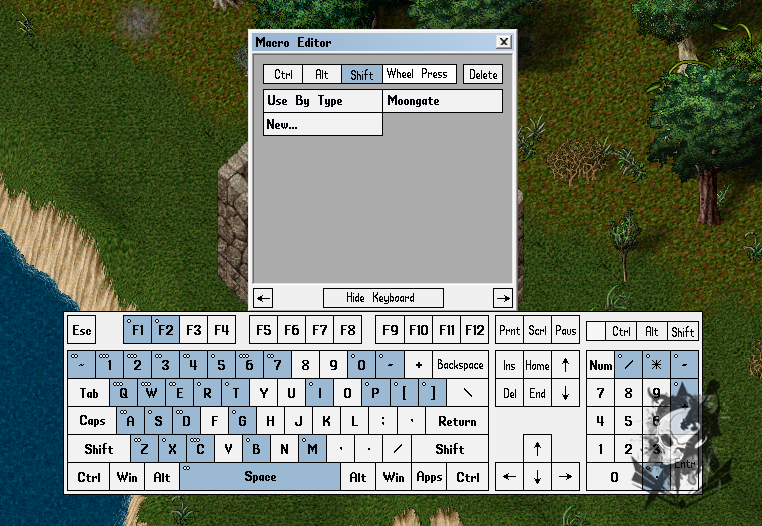 Macro Editor
Ctrl Alt Shift Wheel Press Delete
Use By Type Moongate
New...
Hide Keyboard
Esc F1 F2 F3 F4 F5 F6 F7 F8 F9 F10 F11 F12 Prnt Scrl Paus Ctrl Alt Shift
~ 1 2 3 4 5 6 7 8 9 0 - + Backspace Ins Home ↑ Num / * -
Tab Q W E R T Y U I O P [ ] \ Del End ↓ 7 8 9
Caps A S D F G H J K L ; ' Return 4 5 6
Shift Z X C V B N M . . / Shift ↑ 1 2 3
Ctrl Win Alt Space Alt Win Apps Ctrl ← ↓ → 0 Entr